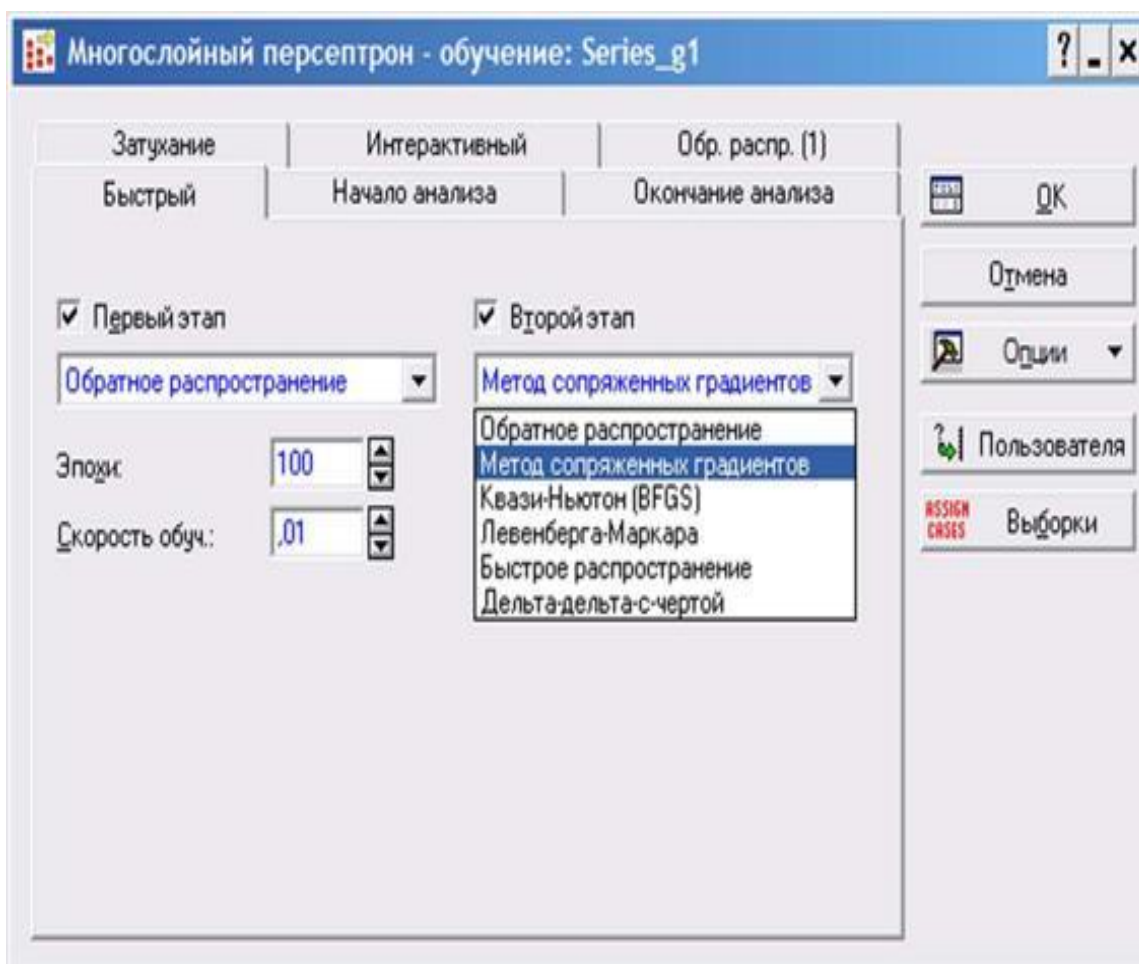 Многослойный персептрон - обучение: Series_g1
Затухание Интерактивный Обр. распр. (1)
Быстрый Начало анализа Окончание анализа
Первый этап
Обратное распространение
Эпохи: 100
Скорость обуч.: ,01
Второй этап
Метод сопряженных градиентов
Обратное распространение
Метод сопряженных градиентов
Квази-Ньютон (BFGS)
Левенберга-Маркара
Быстрое распространение
Дельта-дельта-с-чертой
OK
Отмена
Опции
Пользователя
ASSIGN
CASES
Выборки